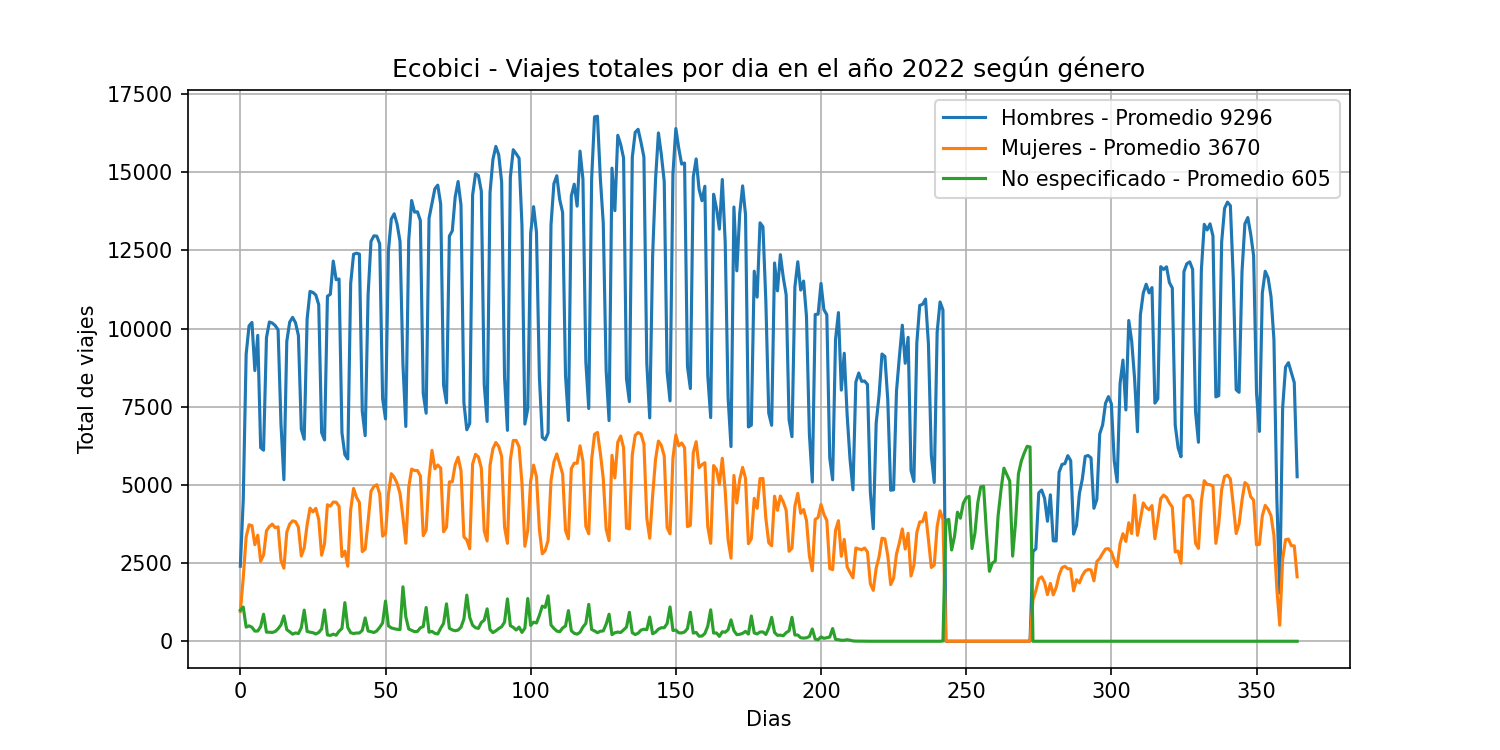 Ecobici - Viajes totales por dia en el año 2022 según género
17500
15000
12500
10000
7500
5000
2500
0
Total de viajes
Hombres - Promedio 9296
Mujeres - Promedio 3670
No especificado - Promedio 605
0 50 100 150 200 250 300 350
Dias